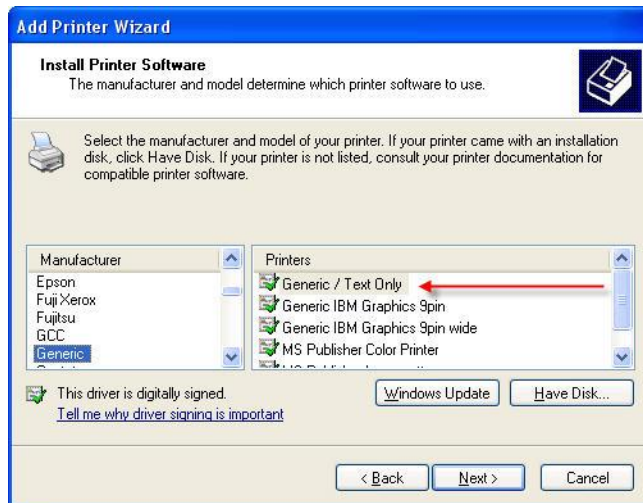 Add Printer Wizard
Install Printer Software
The manufacturer and model determine which printer software to use.
Select the manufacturer and model of your printer. If your printer came with an installation
disk, click Have Disk. If your printer is not listed, consult your printer documentation for
compatible printer software.
Manufacturer
Epson
Fuji Xerox
Fujitsu
GCC
Generic
Printers
Generic / Text Only
Generic IBM Graphics 9pin
Generic IBM Graphics 9pin wide
MS Publisher Color Printer
This driver is digitally signed.
Tell me why driver signing is important
Windows Update
Have Disk...
< Back
Next >
Cancel